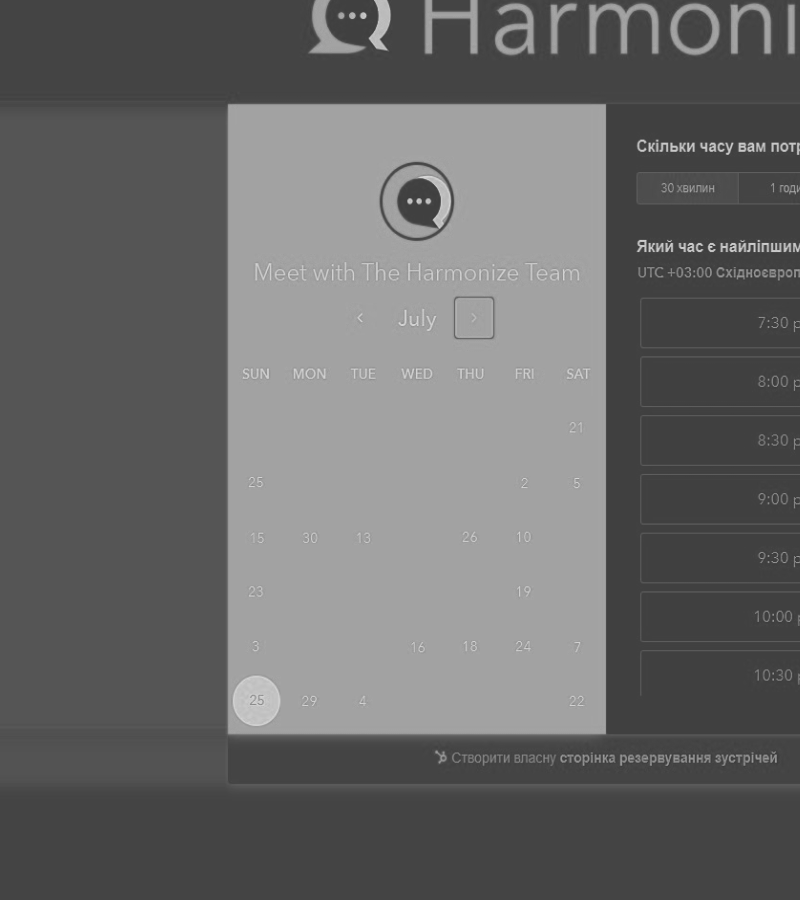 Harmoni
Meet with The Harmonize Team
July
SUN MON TUE WED THU FRI SAT
21
25 2 5
15 30 13 26 10
23 19
3 16 18 24 7
25 29 4 22
Скільки часу вам потр
30 хвилин 1 годи
Який час є найліпшим
UTC +03:00 Східноєвроп
7:30 p
8:00 p
8:30 p
9:00 p
9:30 p
10:00 p
10:30 p
Створити власну сторінка резервування зустрічей